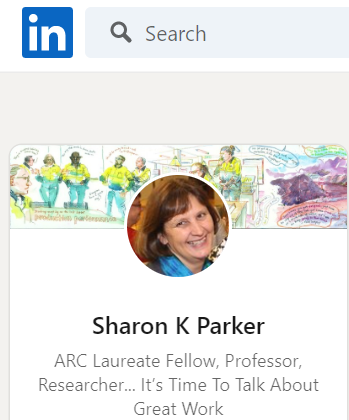 in
Search
Sharon K Parker
ARC Laureate Fellow, Professor,
Researcher... It’s Time To Talk About
Great Work